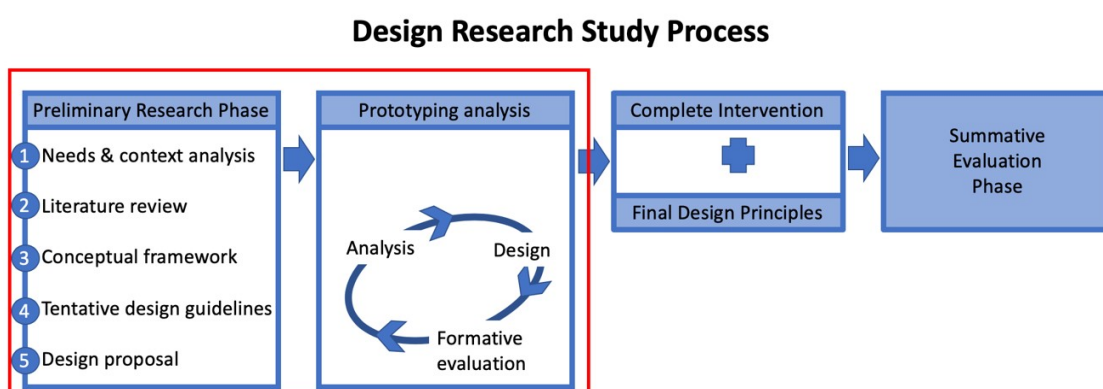 Design Research Study Process
Preliminary Research Phase
1 Needs & context analysis
2 Literature review
3 Conceptual framework
4 Tentative design guidelines
5 Design proposal
Prototyping analysis
Analysis
Design
Formative
evaluation
Complete Intervention
Final Design Principles
Summative
Evaluation
Phase